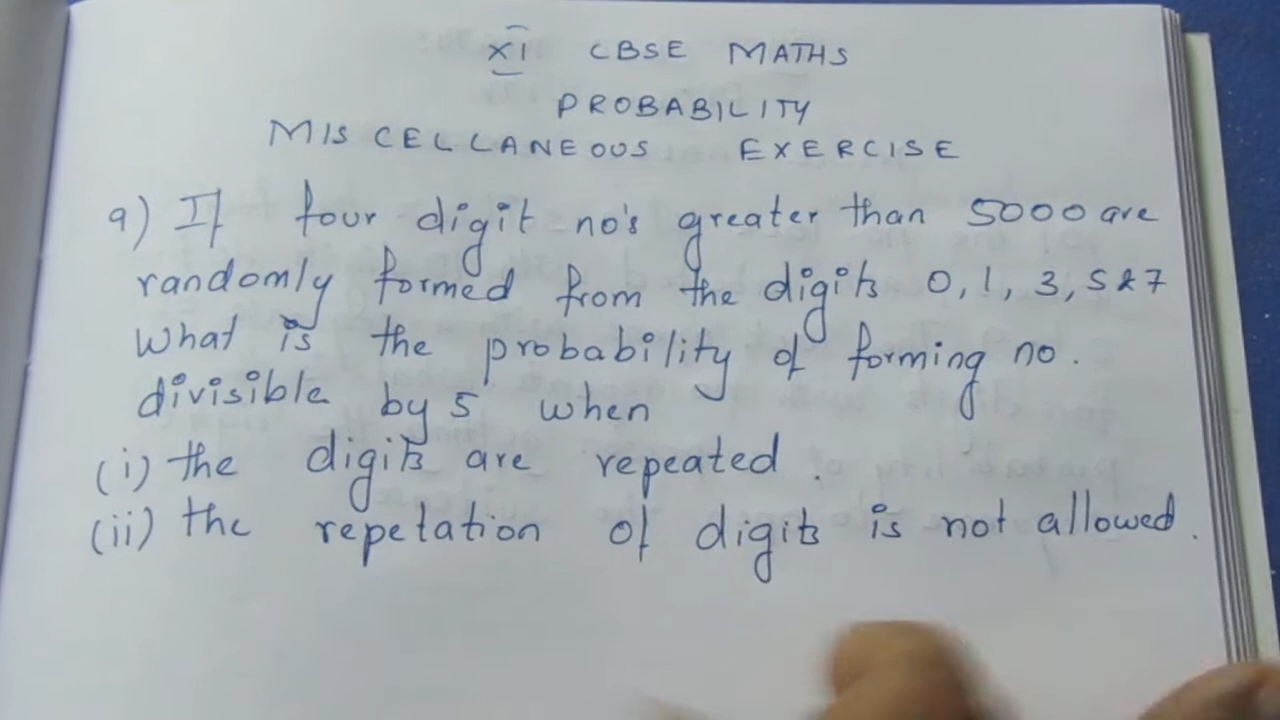 XI CBSE MATHS
PROBABILITY
MISCELLANEOUS EXERCISE
9) If four digit no's greater than 5000 are
randomly formed from the digits 0, 1, 3, 5 & 7
What is the probability of forming no.
divisible by 5 when
(i) the digits are repeated.
(ii) the repetation of digits is not allowed.